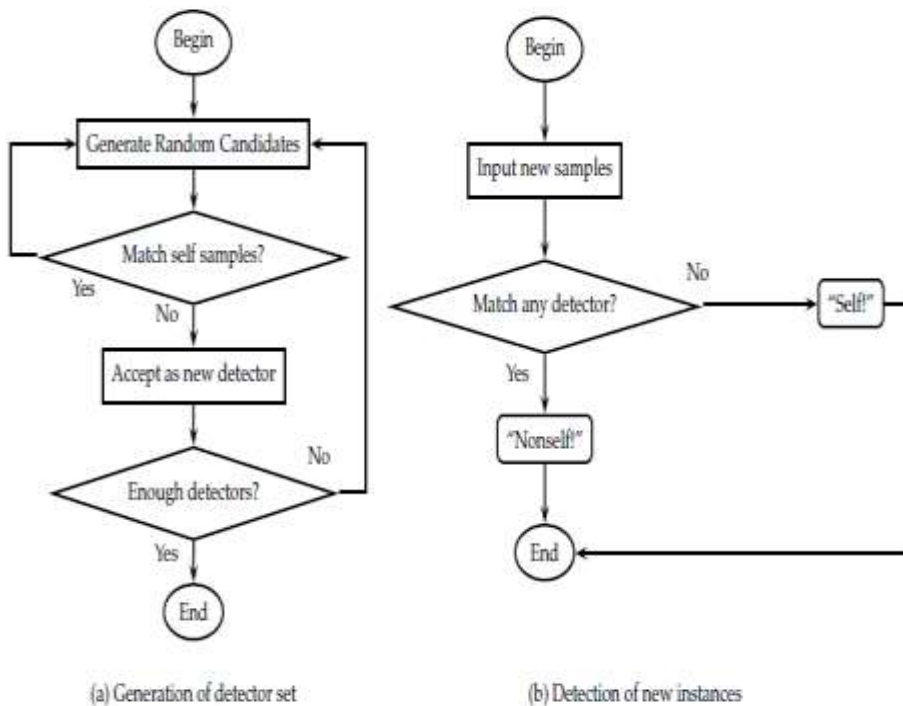 Begin
Generate Random Candidates
Match self samples?
Yes
No
Accept as new detector
No
Enough detectors?
Yes
End
(a) Generation of detector set
Begin
Input new samples
No
Match any detector?
"Self!"
Yes
"Nonself!"
End
(b) Detection of new instances